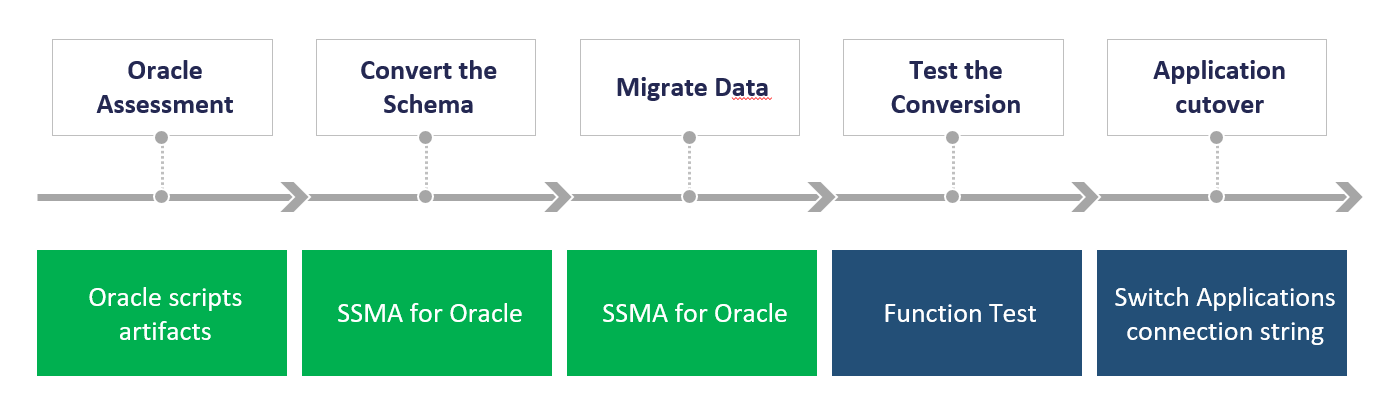 Oracle
Assessment
Convert the
Schema
Migrate Data
Test the
Conversion
Application
cutover
Oracle scripts
artifacts
SSMA for Oracle
SSMA for Oracle
Function Test
Switch Applications
connection string